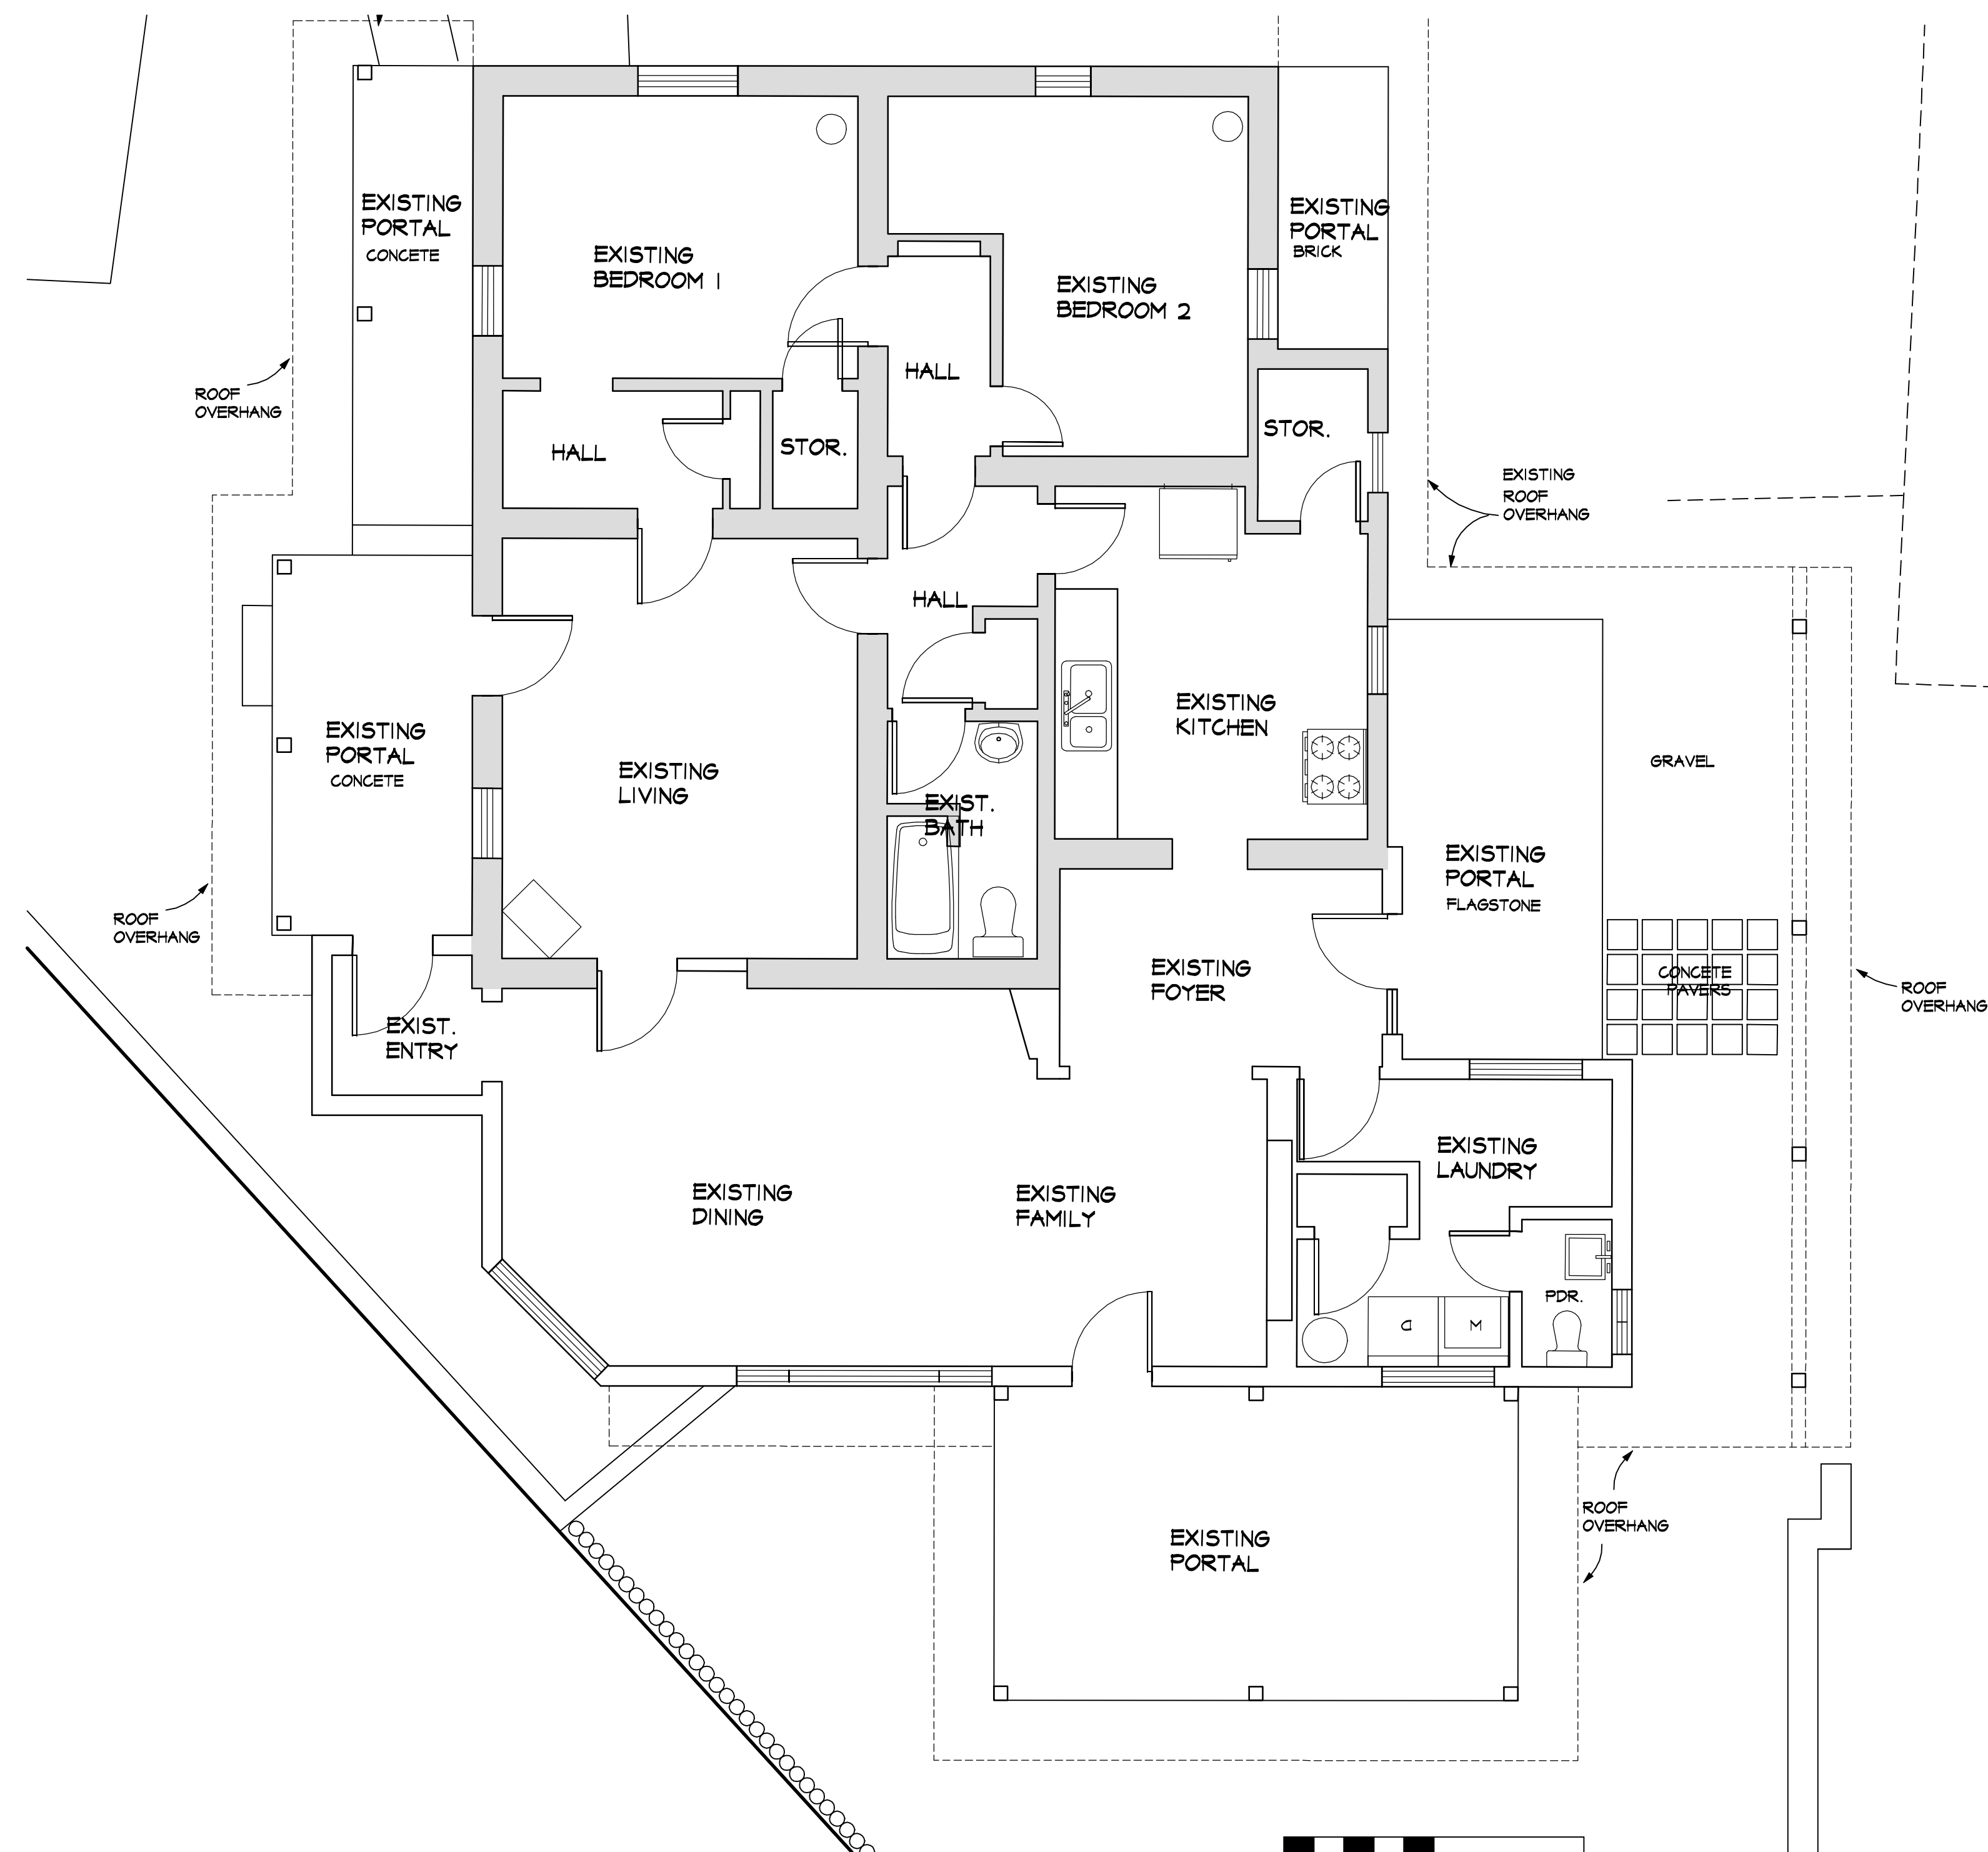 EXISTING
PORTAL
CONCETE
EXISTING
BEDROOM 1
EXISTING
BEDROOM 2
EXISTING
PORTAL
BRICK
HALL
ROOF
OVERHANG
HALL
STOR.
STOR.
EXISTING
ROOF
OVERHANG
HALL
EXISTING
PORTAL
CONCETE
EXISTING
LIVING
EXISTING
KITCHEN
GRAVEL
EXIST.
BATH
EXISTING
PORTAL
FLAGSTONE
ROOF
OVERHANG
EXISTING
FOYER
CONCETE
PAVERS
ROOF
OVERHANG
EXIST.
ENTRY
EXISTING
LAUNDRY
EXISTING
DINING
EXISTING
FAMILY
PDR.
EXISTING
PORTAL
ROOF
OVERHANG